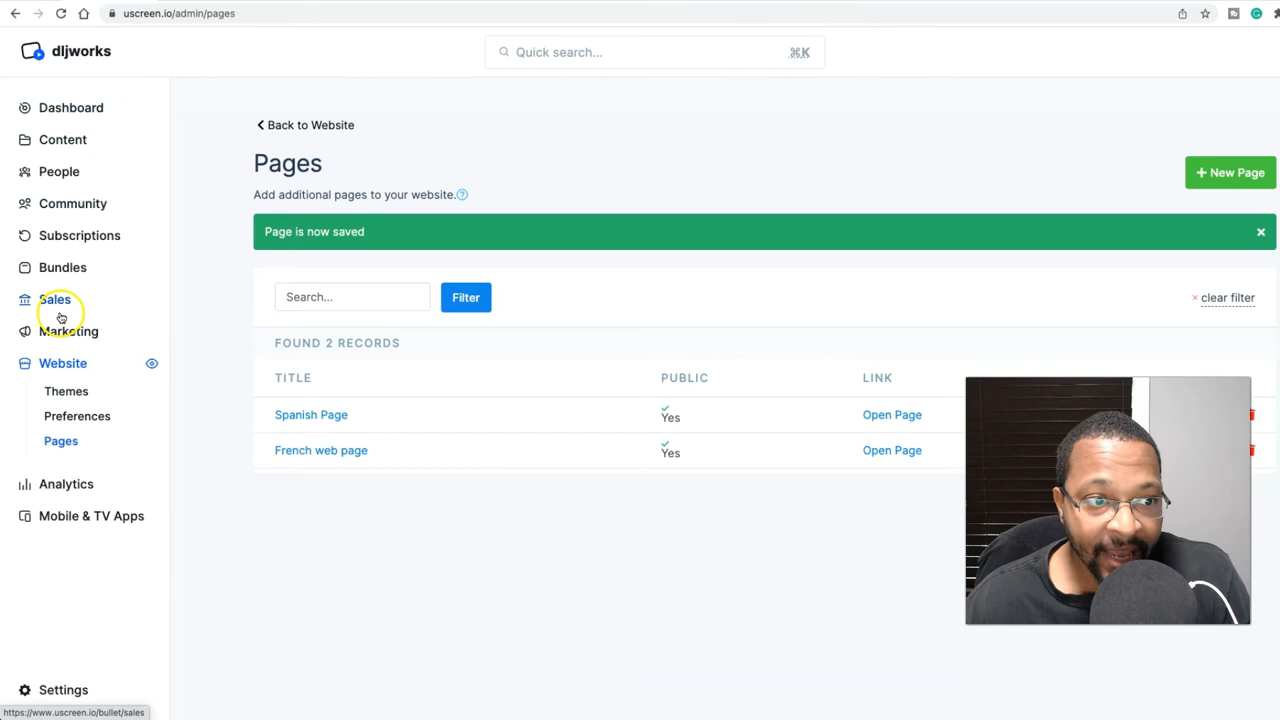 uscreen.io/admin/pages
dljworks
Quick search...
⌘K
Dashboard
Content
People
Community
Subscriptions
Bundles
Sales
Marketing
Website
Themes
Preferences
Pages
Analytics
Mobile & TV Apps
Settings
https://www.uscreen.io/bullet/sales
Back to Website
Pages
+ New Page
Add additional pages to your website.?
Page is now saved ×
Search...
Filter
× clear filter
FOUND 2 RECORDS
TITLE PUBLIC LINK
Spanish Page Yes Open Page
French web page Yes Open Page